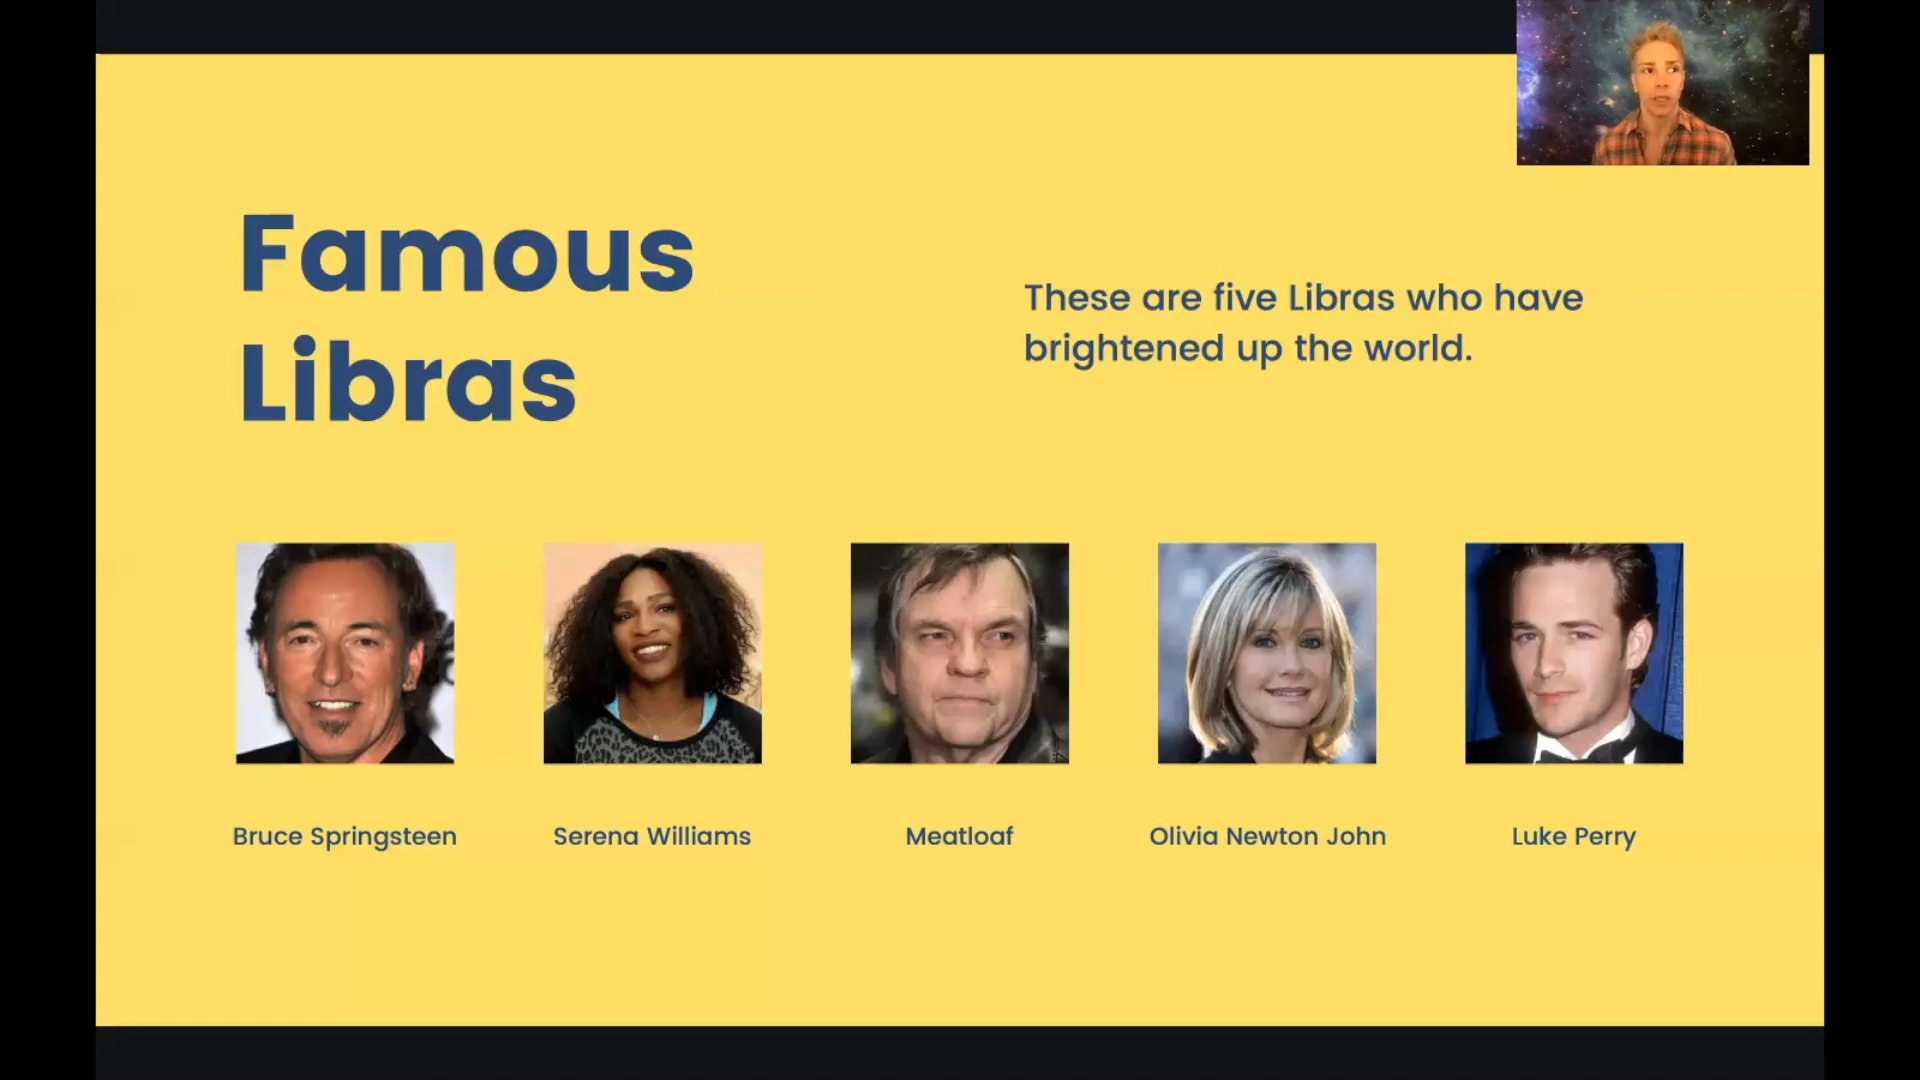 Famous
Libras
These are five Libras who have
brightened up the world.
Bruce Springsteen
Serena Williams
Meatloaf
Olivia Newton John
Luke Perry